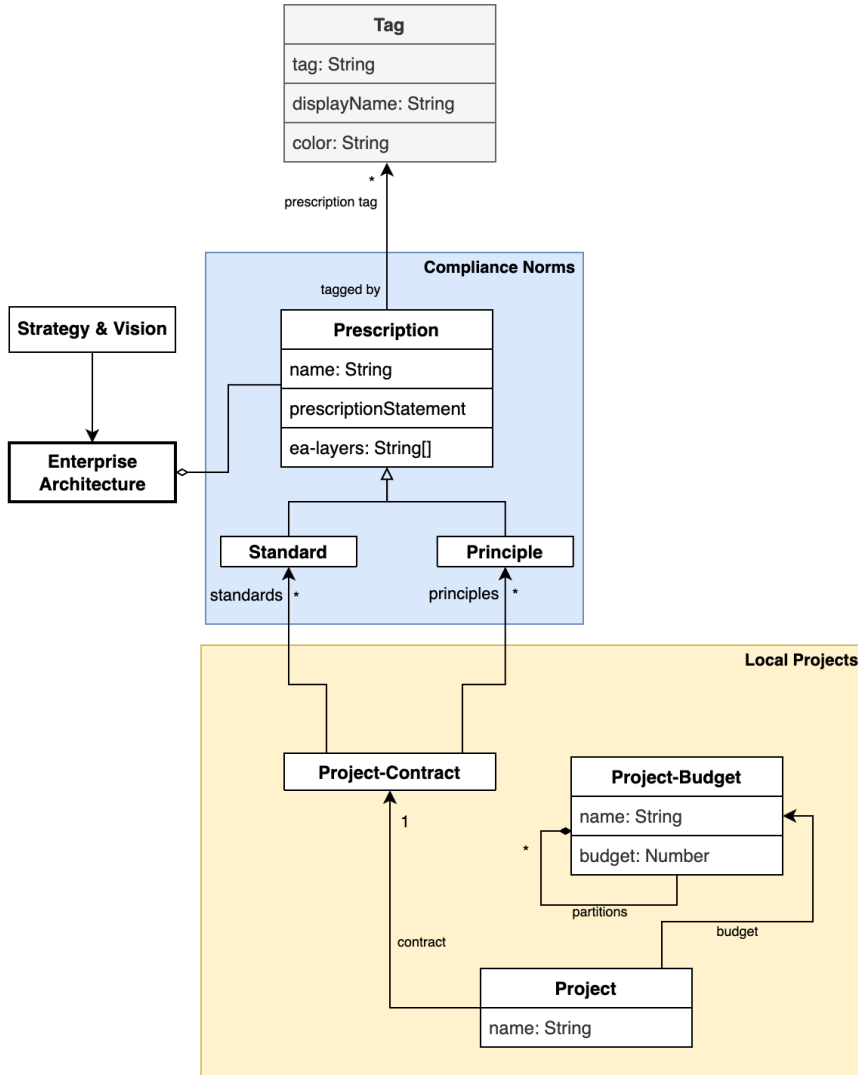 Tag
tag: String
displayName: String
color: String
*
prescription tag
Compliance Norms
tagged by
Strategy & Vision
Prescription
name: String
prescriptionStatement
ea-layers: String[]
Enterprise
Architecture
Standard
Principle
standards *
principles *
Local Projects
Project-Contract
Project-Budget
name: String
budget: Number
1
*
partitions
budget
contract
Project
name: String